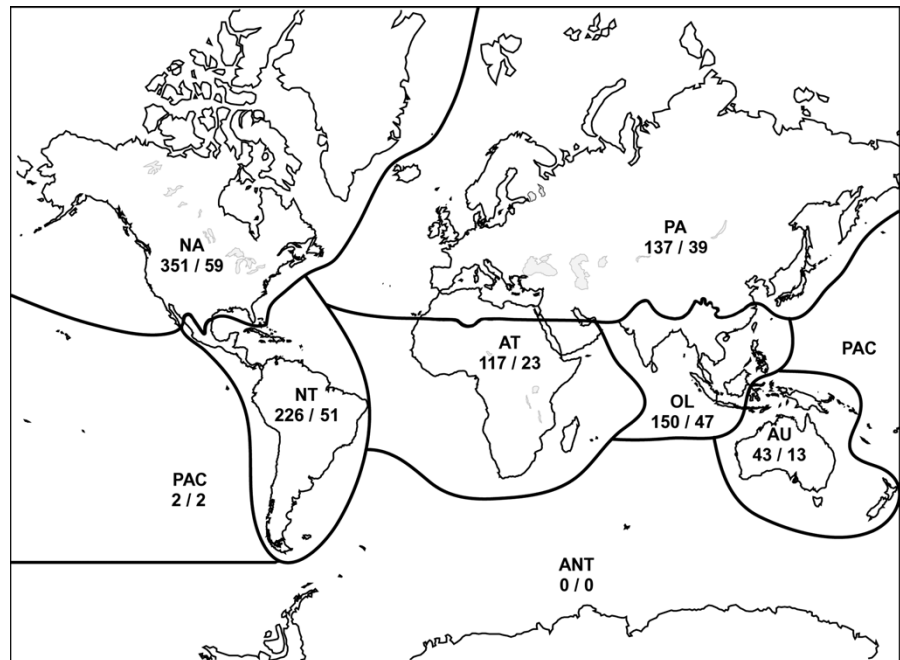 NA
351 / 59
PA
137 / 39
AT
117 / 23
PAC
NT
226 / 51
OL
150 / 47
AU
43 / 13
PAC
2 / 2
ANT
0 / 0